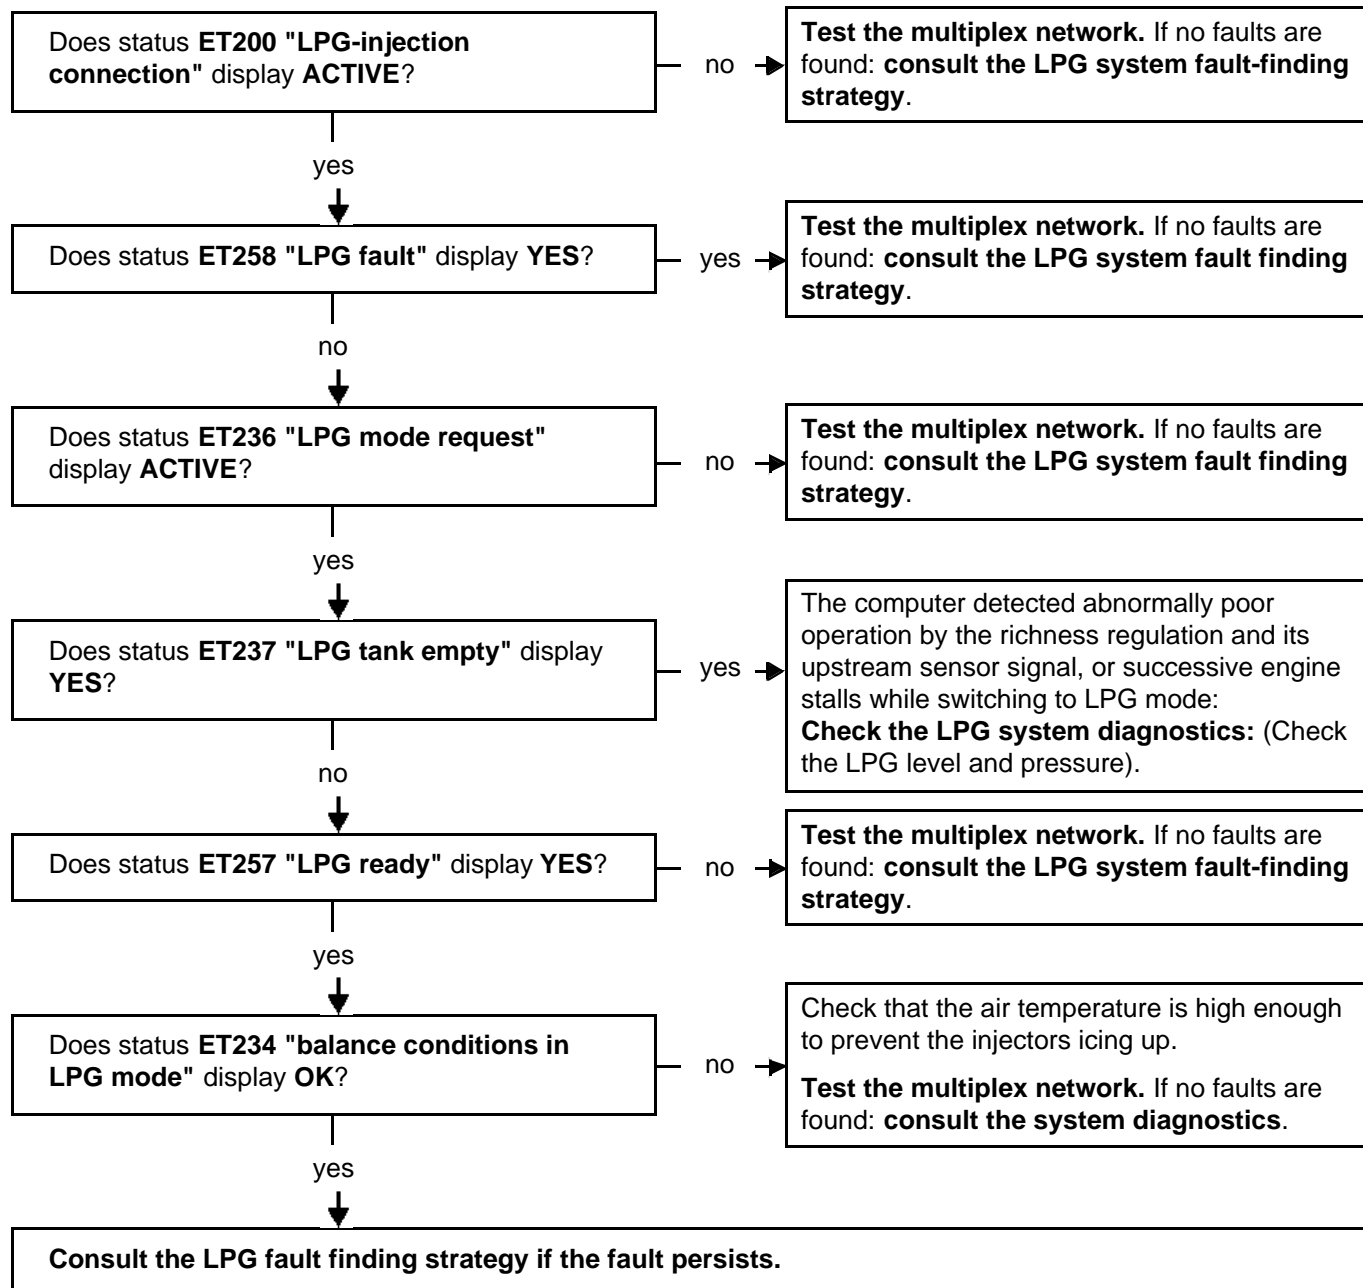 Does status ET200 "LPG-injection
connection" display ACTIVE?
no
Test the multiplex network. If no faults are
found: consult the LPG system fault-finding
strategy.
yes
Does status ET258 "LPG fault" display YES?
yes
Test the multiplex network. If no faults are
found: consult the LPG system fault finding
strategy.
no
Does status ET236 "LPG mode request"
display ACTIVE?
no
Test the multiplex network. If no faults are
found: consult the LPG system fault finding
strategy.
yes
Does status ET237 "LPG tank empty" display
YES?
yes
The computer detected abnormally poor
operation by the richness regulation and its
upstream sensor signal, or successive engine
stalls while switching to LPG mode:
Check the LPG system diagnostics: (Check
the LPG level and pressure).
no
Does status ET257 "LPG ready" display YES?
no
Test the multiplex network. If no faults are
found: consult the LPG system fault-finding
strategy.
yes
Does status ET234 "balance conditions in
LPG mode" display OK?
no
Check that the air temperature is high enough
to prevent the injectors icing up.
Test the multiplex network. If no faults are
found: consult the system diagnostics.
yes
Consult the LPG fault finding strategy if the fault persists.